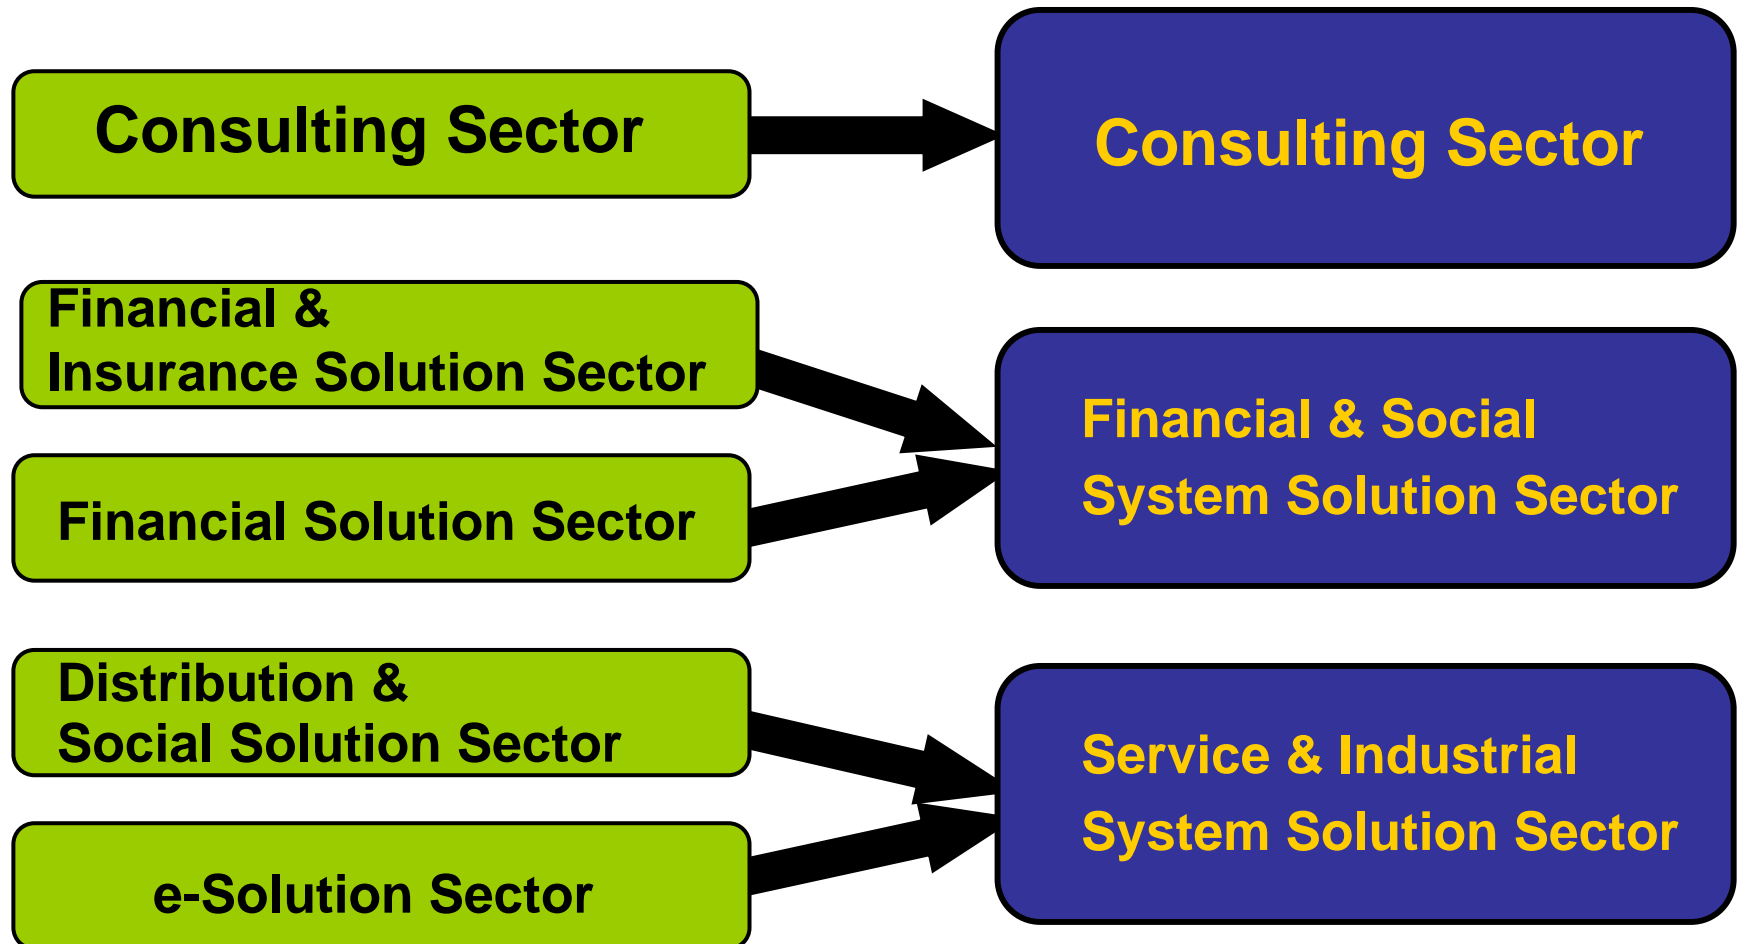 Consulting Sector
Consulting Sector
Financial &
Insurance Solution Sector
Financial Solution Sector
Financial & Social
System Solution Sector
Distribution &
Social Solution Sector
e-Solution Sector
Service & Industrial
System Solution Sector